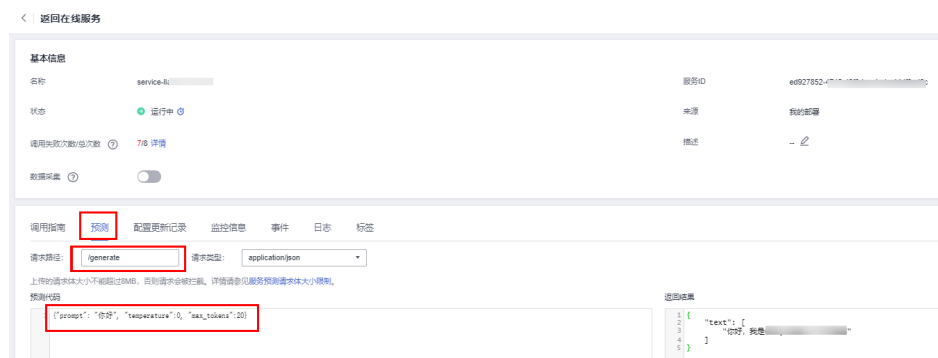 返回在线服务
基本信息
名称 service-lla 服务ID ed927852-
状态 运行中 来源 我的部署
调用失败次数/总次数 ? 7/8 详情 描述 --
数据采集 ?
调用指南 预测 配置更新记录 监控信息 事件 日志 标签
请求路径: /generate 请求类型: application/json
上传的请求体大小不能超过8MB,否则请求会被拦截。详情请参见服务预测请求体大小限制。
预测代码 返回结果
{"prompt": "你好", "temperature":0, "max_tokens":20}
1 {
2 "text": [
3 "你好,我是 "
4 ]
5 }